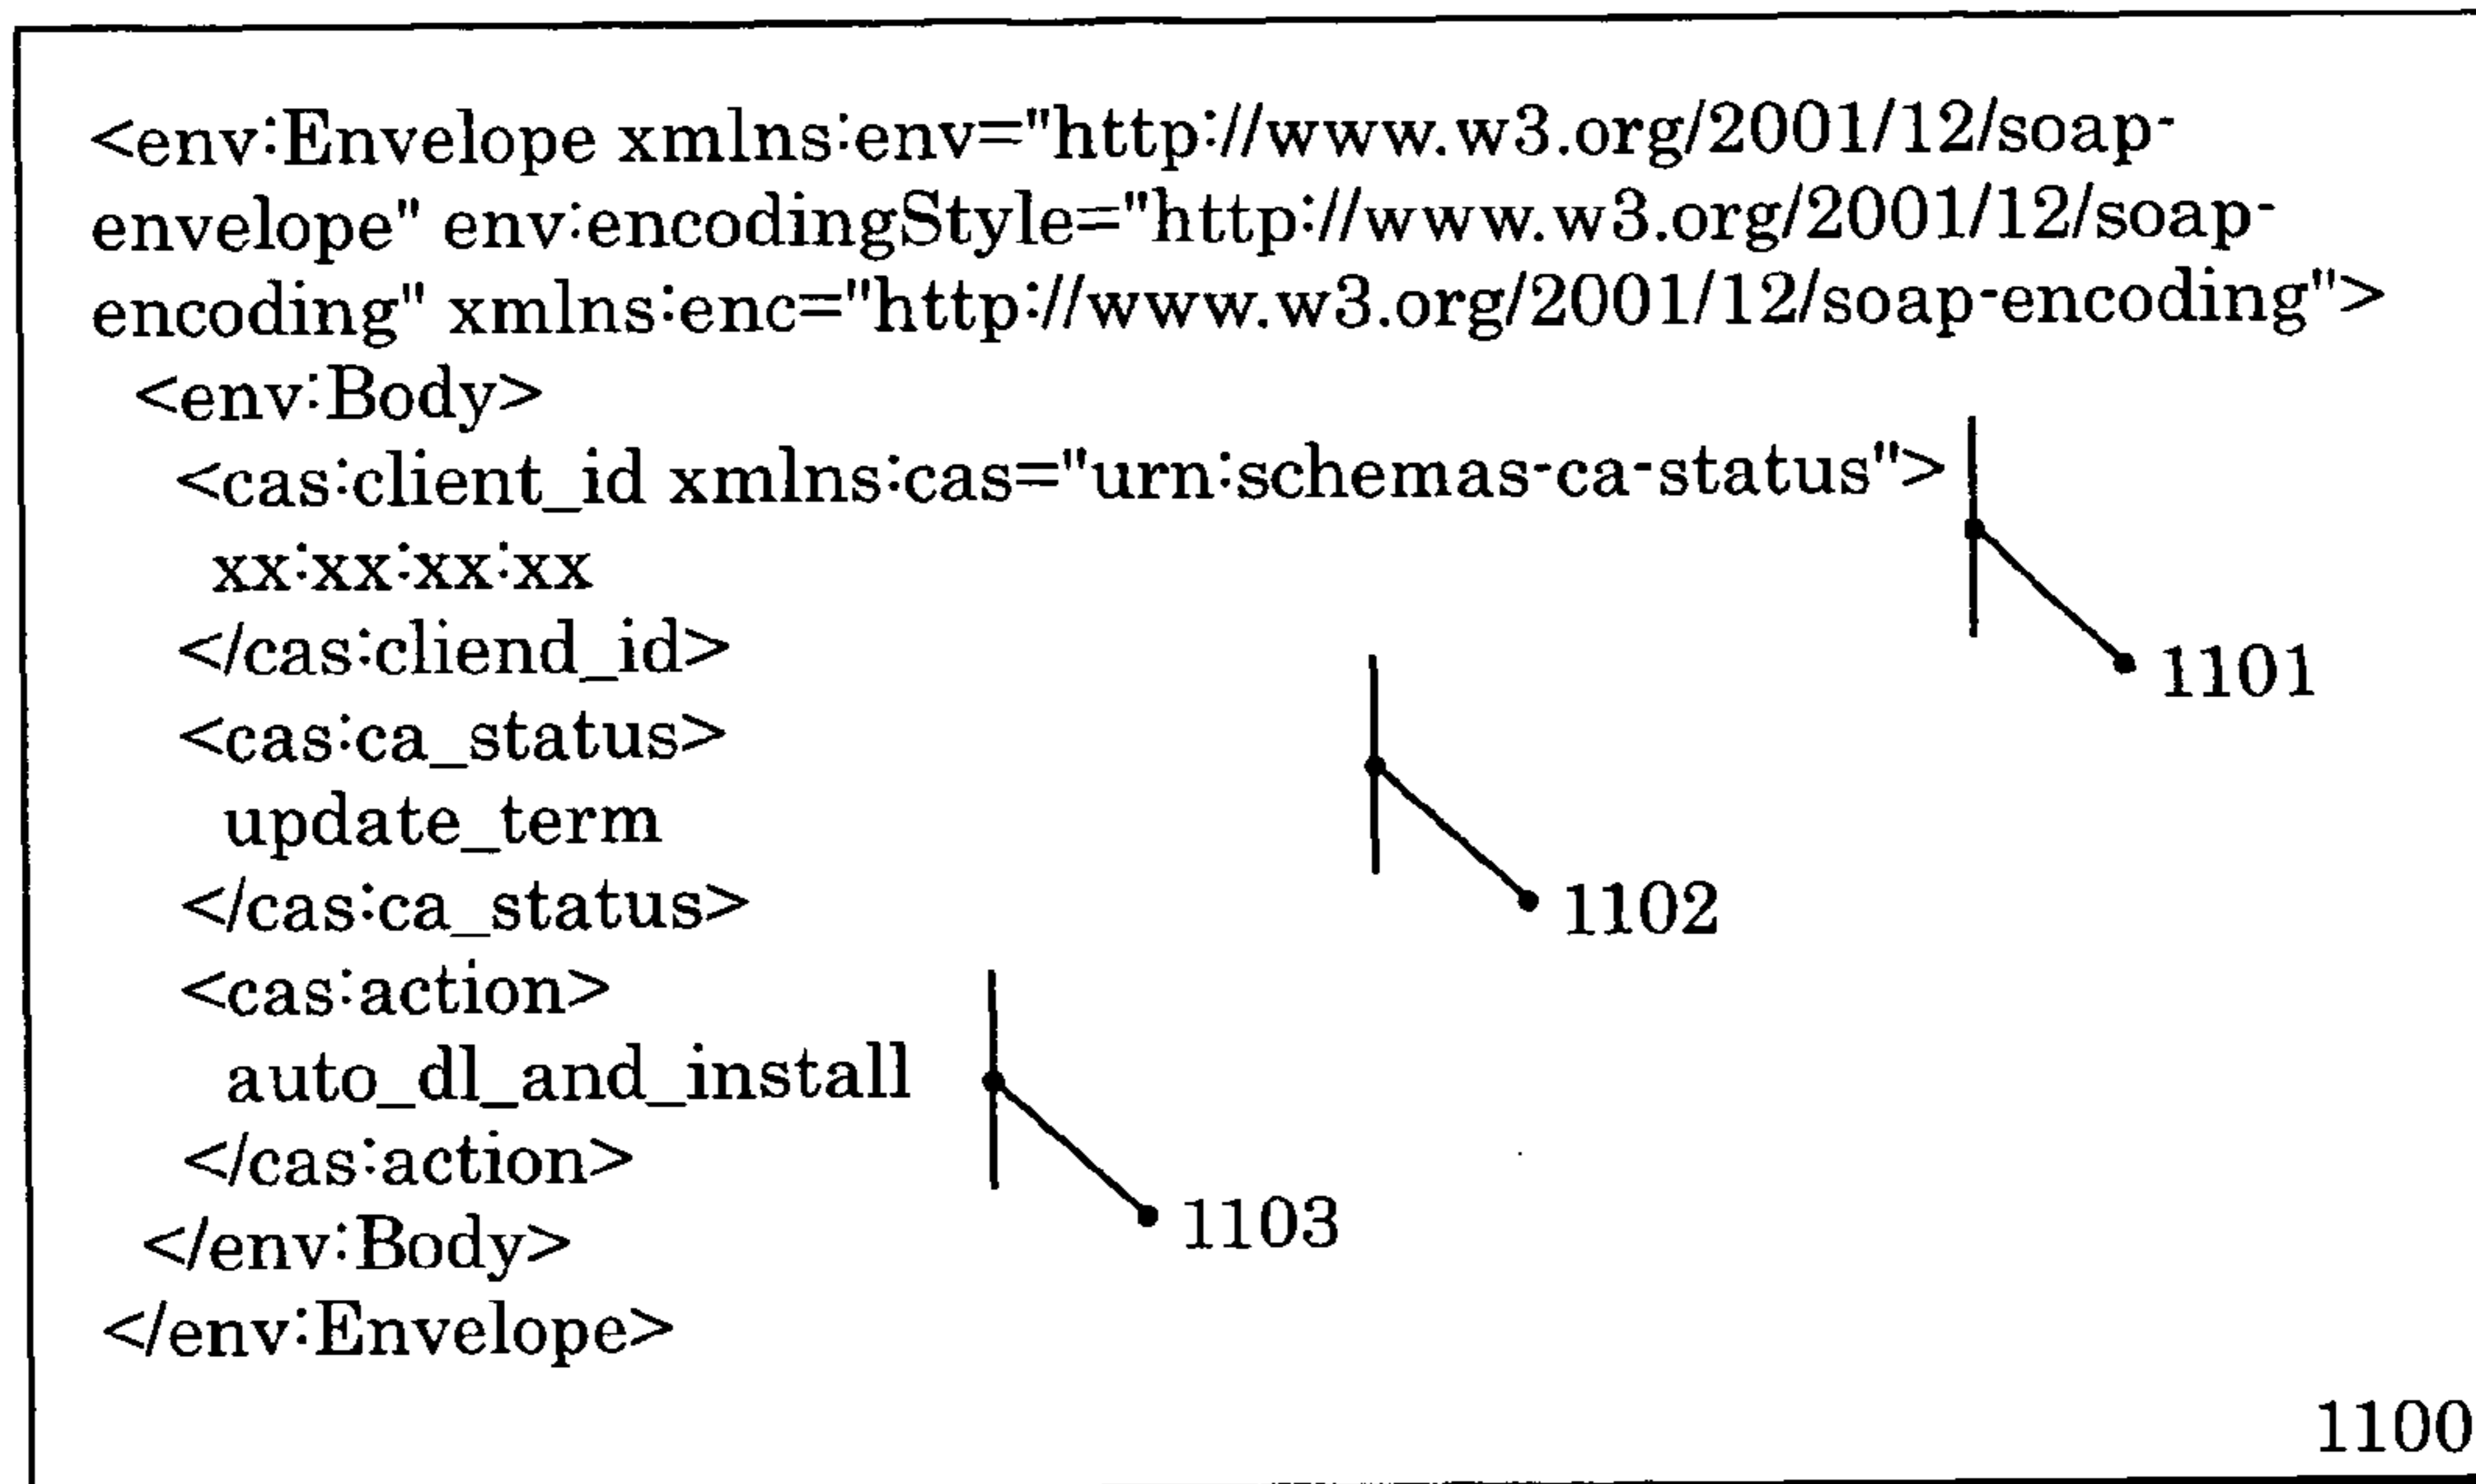 <env:Envelope xmlns:env="http://www.w3.org/2001/12/soap-
envelope" env:encodingStyle="http://www.w3.org/2001/12/soap-
encoding" xmlns:enc="http://www.w3.org/2001/12/soap-encoding">
<env:Body>
<cas:client_id xmlns:cas="urn:schemas-ca-status">
xx:xx:xx:xx
</cas:cliend_id>
1101
<cas:ca_status>
update_term
</cas:ca_status>
1102
<cas:action>
auto_dl_and_install
</cas:action>
1103
</env:Body>
</env:Envelope>
1100